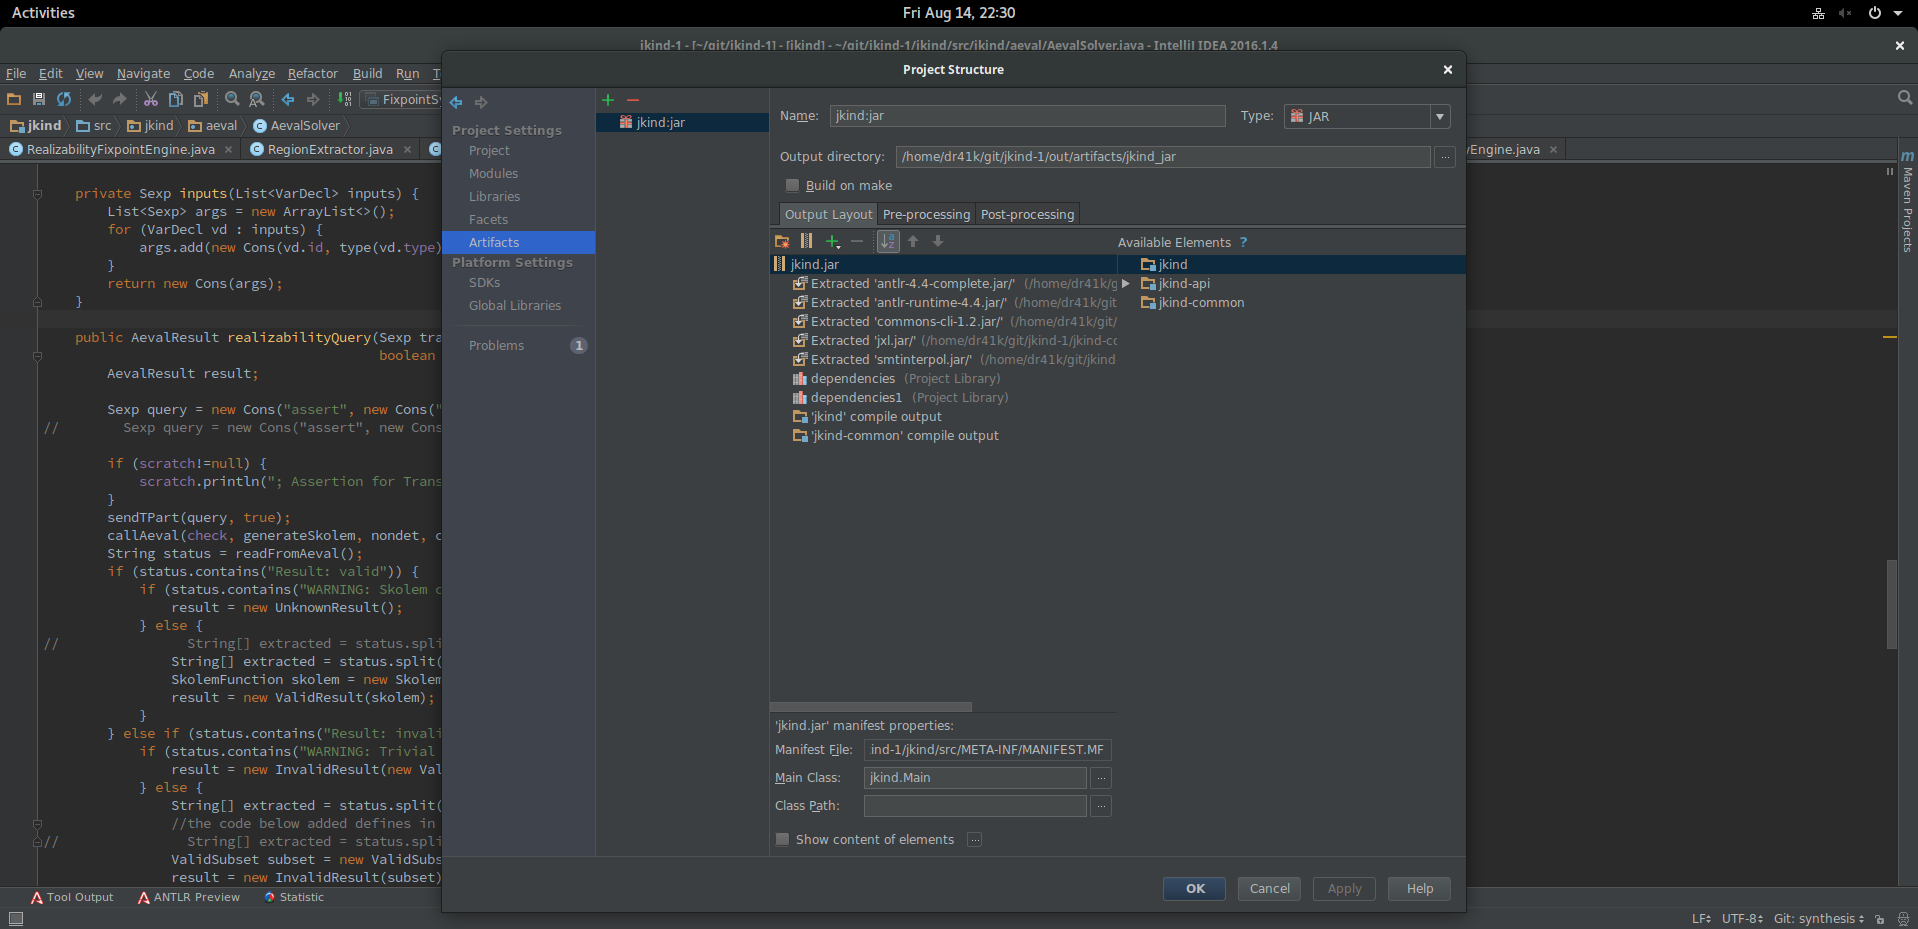 Activities
Fri Aug 14, 22:30
jkind-1 - [~/git/jkind-1] - [jkind] - ~/git/jkind-1/jkind/src/jkind/aeval/AevalSolver.java - IntelliJ IDEA 2016.1.4
File Edit View Navigate Code Analyze Refactor Build Run T
FixpointSy
jkind src jkind aeval AevalSolver
RealizabilityFixpointEngine.java RegionExtractor.java
yEngine.java
Maven Projects
private Sexp inputs(List<VarDecl> inputs) {
List<Sexp> args = new ArrayList<>();
for (VarDecl vd : inputs) {
args.add(new Cons(vd.id, type(vd.type)
}
return new Cons(args);
}
public AevalResult realizabilityQuery(Sexp tra
boolean
AevalResult result;
Sexp query = new Cons("assert", new Cons("
// Sexp query = new Cons("assert", new Cons
if (scratch!=null) {
scratch.println("; Assertion for Trans
}
sendTPart(query, true);
callAeval(check, generateSkolem, nondet, c
String status = readFromAeval();
if (status.contains("Result: valid")) {
if (status.contains("WARNING: Skolem c
result = new UnknownResult();
} else {
// String[] extracted = status.spli
String[] extracted = status.split(
SkolemFunction skolem = new Skolem
result = new ValidResult(skolem);
}
} else if (status.contains("Result: invali
if (status.contains("WARNING: Trivial
result = new InvalidResult(new Val
} else {
String[] extracted = status.split(
//the code below added defines in
// String[] extracted = status.spli
ValidSubset subset = new ValidSubs
result = new InvalidResult(subset)
Project Structure
Project Settings
Project
Modules
Libraries
Facets
Artifacts
Platform Settings
SDKs
Global Libraries
Problems 1
jkind:jar
Name: jkind:jar Type: JAR
Output directory: /home/dr41k/git/jkind-1/out/artifacts/jkind_jar ...
Build on make
Output Layout Pre-processing Post-processing
Available Elements ?
jkind.jar
Extracted 'antlr-4.4-complete.jar/' (/home/dr41k/g
Extracted 'antlr-runtime-4.4.jar/' (/home/dr41k/git
Extracted 'commons-cli-1.2.jar/' (/home/dr41k/git/
Extracted 'jxl.jar/' (/home/dr41k/git/jkind-1/jkind-cc
Extracted 'smtinterpol.jar/' (/home/dr41k/git/jkind
dependencies (Project Library)
dependencies1 (Project Library)
'jkind' compile output
'jkind-common' compile output
jkind
jkind-api
jkind-common
'jkind.jar' manifest properties:
Manifest File: ind-1/jkind/src/META-INF/MANIFEST.MF
Main Class: jkind.Main ...
Class Path: ...
Show content of elements ...
OK Cancel Apply Help
Tool Output ANTLR Preview Statistic
LF UTF-8 Git: synthesis